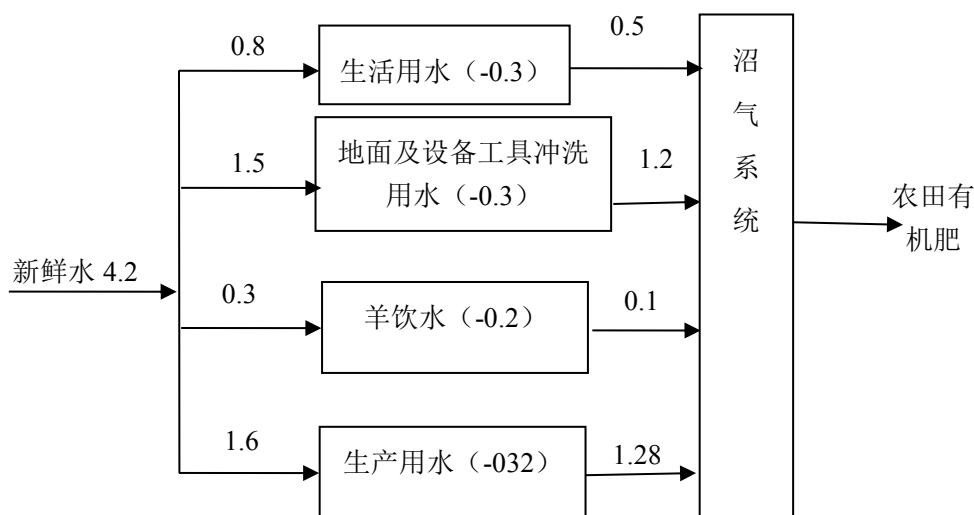 0.8
生活用水（-0.3）
0.5
1.5
地面及设备工具冲洗
用水（-0.3）
1.2
新鲜水 4.2
0.3
羊饮水（-0.2）
0.1
1.6
生产用水（-032）
1.28
沼
气
系
统
农田有
机肥